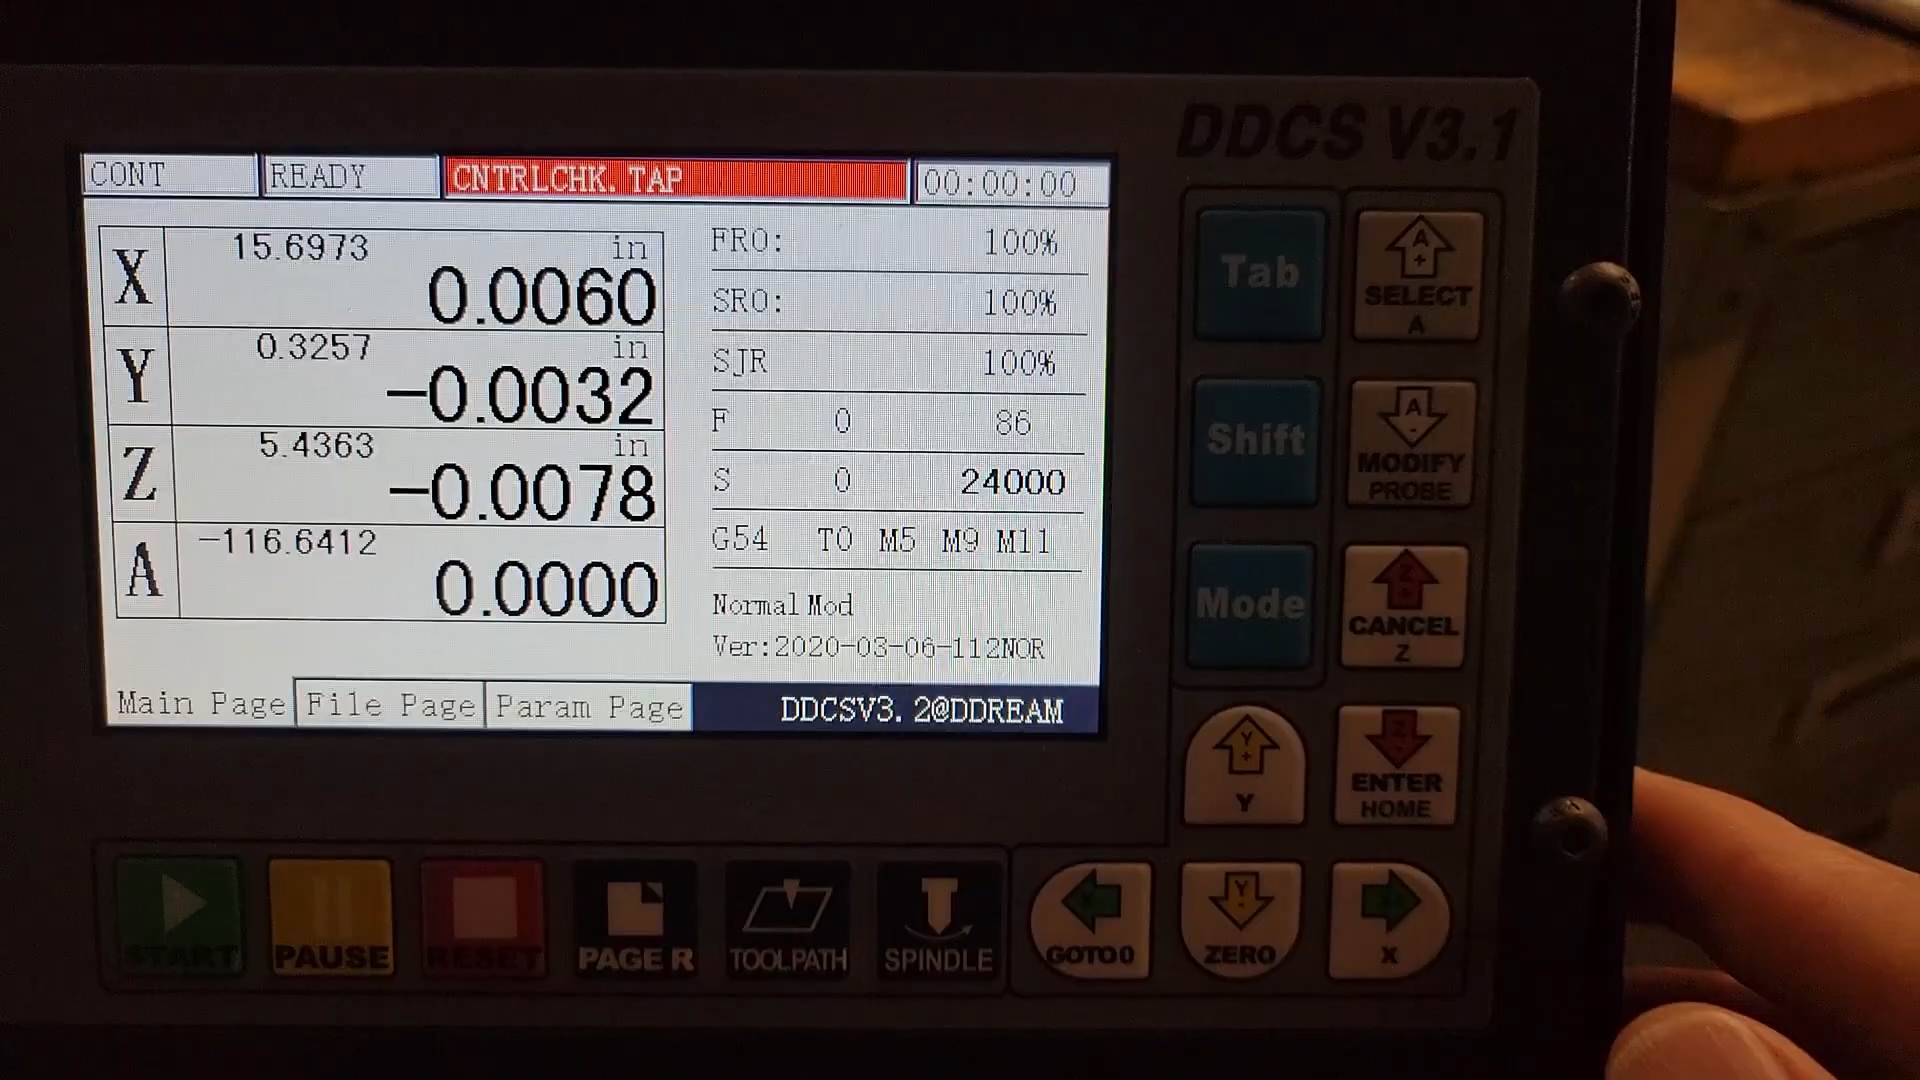 DDCS V3.1
CONT READY CNTRLCHK.TAP 00:00:00
X 15.6973 in 0.0060
Y 0.3257 in -0.0032
Z 5.4363 in -0.0078
A -116.6412 0.0000
FRO: 100%
SRO: 100%
SJR 100%
F 0 86
S 0 24000
G54 T0 M5 M9 M11
Normal Mod
Ver:2020-03-06-112NOR
Main Page File Page Param Page DDCSV3.2@DDREAM
Tab
A
+
SELECT
A
Shift
A
-
MODIFY
PROBE
Mode
Z
+
CANCEL
Z
Y
+
Y
Z
-
ENTER
HOME
START
PAUSE
RESET
PAGE R
TOOLPATH
SPINDLE
GOTO0
Y
-
ZERO
X